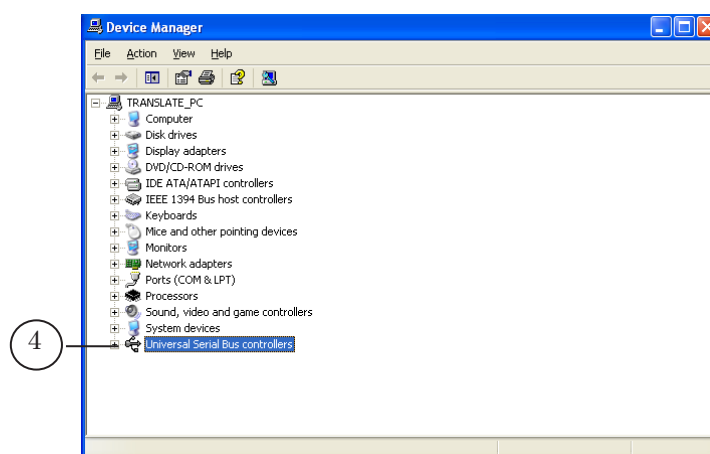 Device Manager
File Action View Help
TRANSLATE_PC
Computer
Disk drives
Display adapters
DVD/CD-ROM drives
IDE ATA/ATAPI controllers
IEEE 1394 Bus host controllers
Keyboards
Mice and other pointing devices
Monitors
Network adapters
Ports (COM & LPT)
Processors
Sound, video and game controllers
System devices
4 Universal Serial Bus controllers